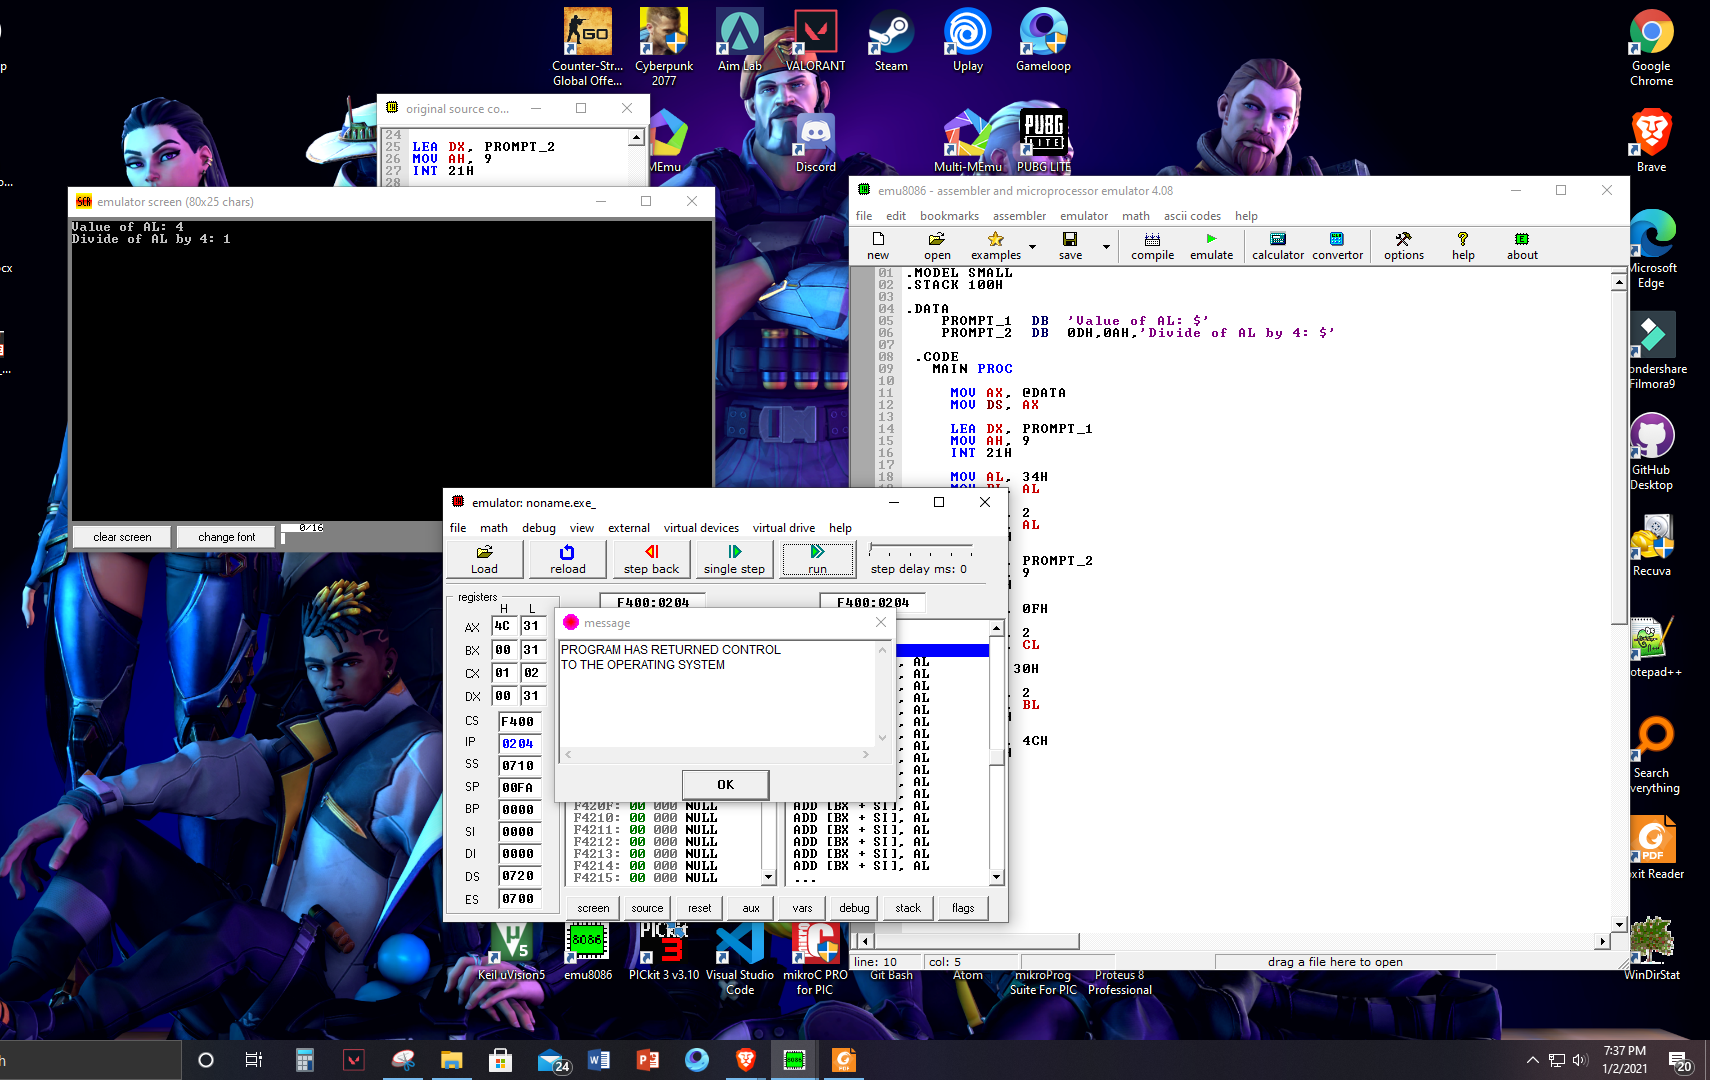 Counter-Str...
Global Offe...
Cyberpunk
2077
Aim Lab
VALORANT
Steam
Uplay
Gameloop
Google
Chrome
MEmu
Discord
Multi-MEmu
PUBG LITE
Brave
original source co...
24
25 LEA DX, PROMPT_2
26 MOV AH, 9
27 INT 21H
28
emulator screen (80x25 chars)
Value of AL: 4
Divide of AL by 4: 1
clear screen
change font
0/16
emu8086 - assembler and microprocessor emulator 4.08
file edit bookmarks assembler emulator math ascii codes help
new open examples save compile emulate calculator convertor options help about
01 .MODEL SMALL
02 .STACK 100H
03
04 .DATA
05 PROMPT_1 DB 'Value of AL: $'
06 PROMPT_2 DB 0DH,0AH,'Divide of AL by 4: $'
07
08 .CODE
09 MAIN PROC
10
11 MOV AX, @DATA
12 MOV DS, AX
13
14 LEA DX, PROMPT_1
15 MOV AH, 9
16 INT 21H
17
18 MOV AL, 34H
AL
, 2
, AL
PROMPT_2
, 9
, 0FH
, 2
, CL
30H
, 2
, BL
, 4CH
line: 10
col: 5
drag a file here to open
emulator: noname.exe_
file math debug view external virtual devices virtual drive help
Load reload step back single step run step delay ms: 0
registers
H L
F400:0204
F400:0204
AX 4C 31
BX 00 31
CX 01 02
DX 00 31
CS F400
IP 0204
SS 0710
SP 00FA
BP 0000
SI 0000
DI 0000
DS 0720
ES 0700
message
PROGRAM HAS RETURNED CONTROL
TO THE OPERATING SYSTEM
OK
, AL
, AL
, AL
, AL
, AL
, AL
, AL
, AL
, AL
, AL
, AL
, AL
F420F: 00 000 NULL
F4210: 00 000 NULL
F4211: 00 000 NULL
F4212: 00 000 NULL
F4213: 00 000 NULL
F4214: 00 000 NULL
F4215: 00 000 NULL
ADD [BX + SI], AL
ADD [BX + SI], AL
ADD [BX + SI], AL
ADD [BX + SI], AL
ADD [BX + SI], AL
ADD [BX + SI], AL
...
screen source reset aux vars debug stack flags
Microsoft
Edge
ondershare
Filmora9
GitHub
Desktop
Recuva
otepad++
Search
verything
PDF
oxit Reader
WinDirStat
Keil uVision5
emu8086
PICkit 3 v3.10
Visual Studio
Code
mikroC PRO
for PIC
Git Bash
Atom
mikroProg
Suite For PIC
Proteus 8
Professional
24
7:37 PM
1/2/2021
20